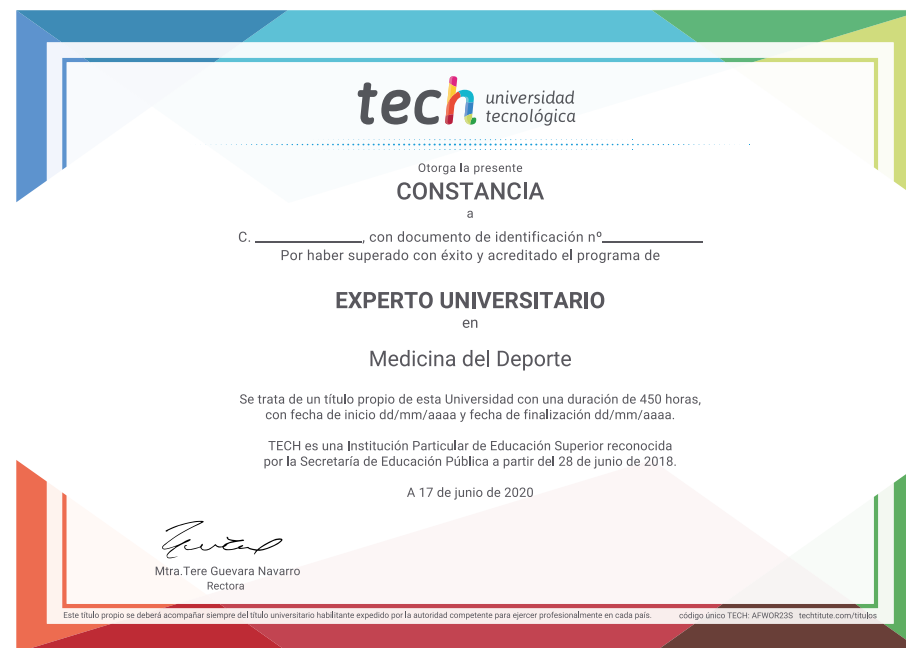 tech universidad
tecnológica
Otorga la presente
CONSTANCIA
a
C. ____________, con documento de identificación nº____________
Por haber superado con éxito y acreditado el programa de
EXPERTO UNIVERSITARIO
en
Medicina del Deporte
Se trata de un título propio de esta Universidad con una duración de 450 horas,
con fecha de inicio dd/mm/aaaa y fecha de finalización dd/mm/aaaa.
TECH es una Institución Particular de Educación Superior reconocida
por la Secretaría de Educación Pública a partir del 28 de junio de 2018.
A 17 de junio de 2020
Mtra.Tere Guevara Navarro
Rectora
Este título propio se deberá acompañar siempre del título universitario habilitante expedido por la autoridad competente para ejercer profesionalmente en cada país. código único TECH: AFWOR23S techtitute.com/titulos